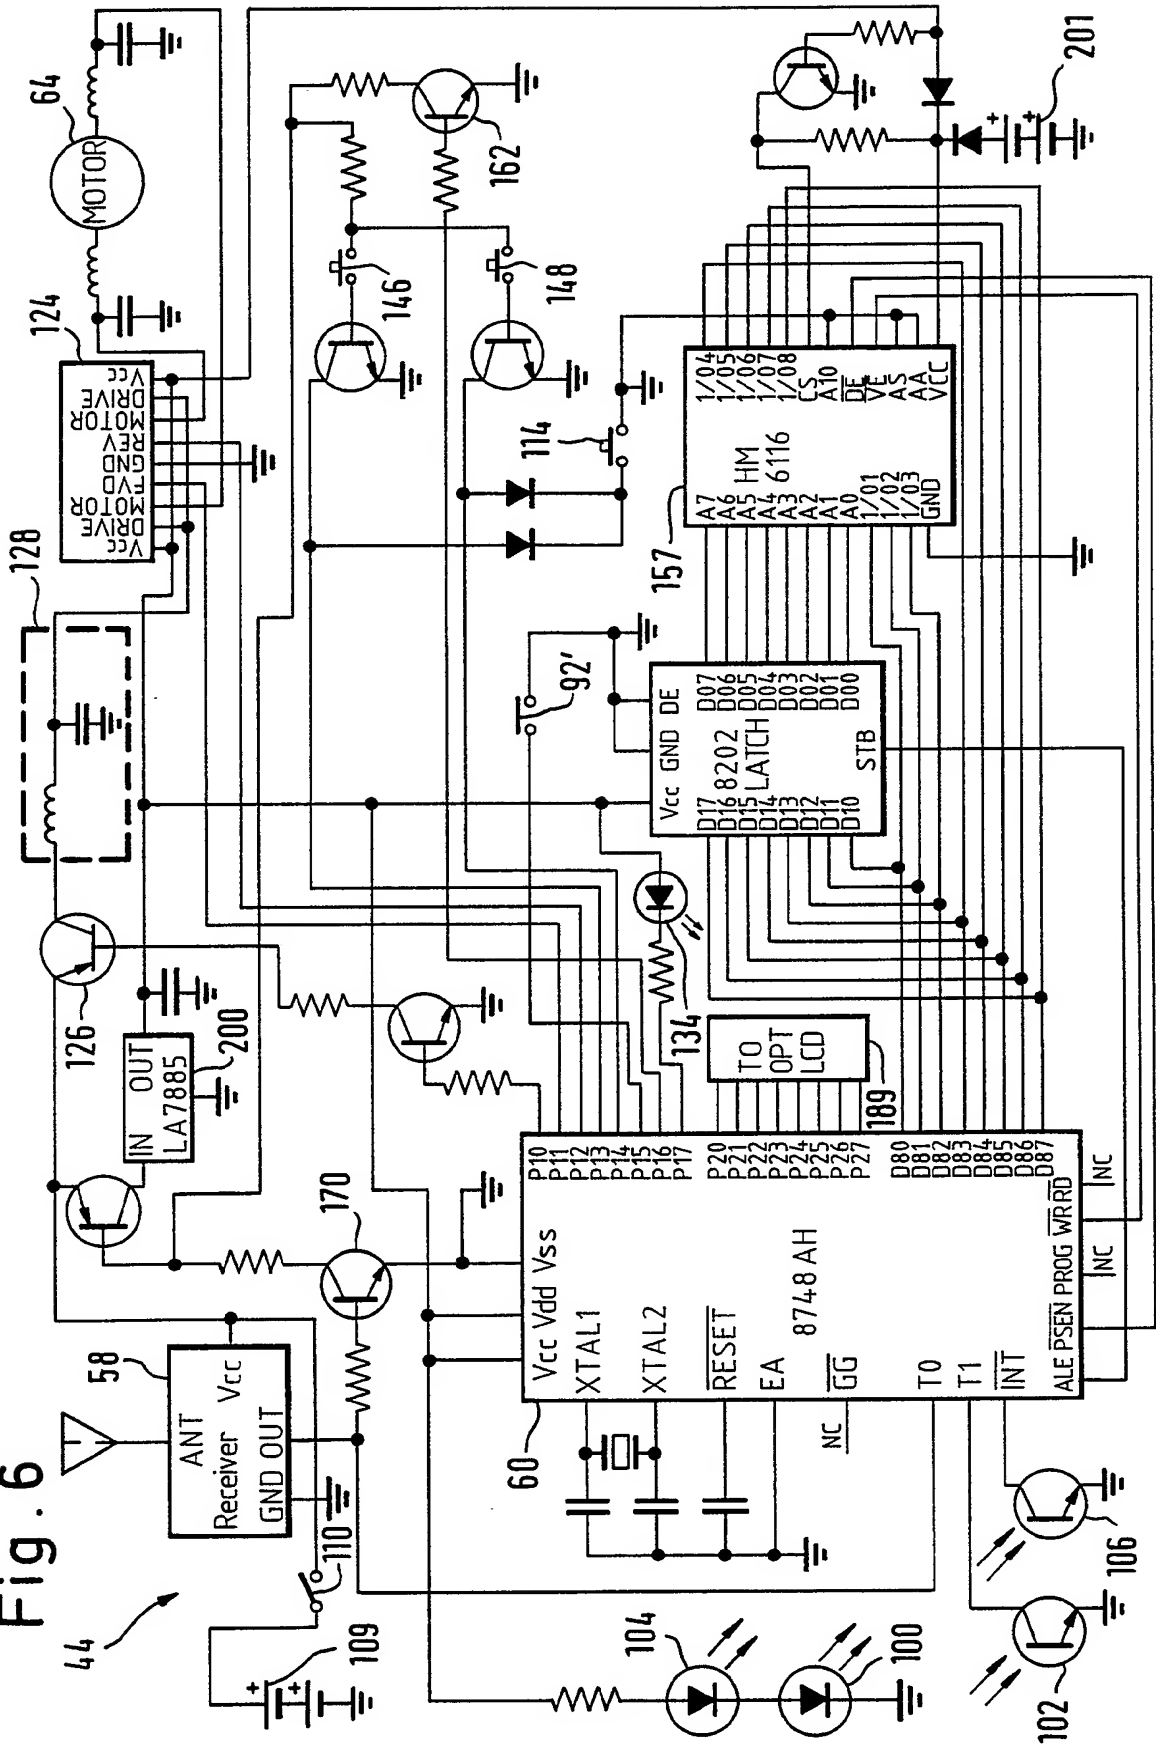 Fig. 6
44
58
ANT
Receiver Vcc
GND OUT
110
109
126
IN OUT
LA7885
200
128
124
Vcc
DRIVE
MOTOR
FVD
GND
REV
MOTOR
DRIVE
Vcc
64
MOTOR
170
146
148
162
114
92'
134
60
Vcc Vdd Vss
XTAL1
XTAL2
RESET
EA
8748 AH
GG
NC
T0
T1
INT
ALE PSEN PROG WR RD
NC
NC
P10
P11
P12
P13
P14
P15
P16
P17
P20
P21
P22
P23
P24
P25
P26
P27
D80
D81
D82
D83
D84
D85
D86
D87
TO
OPT
LCD
189
Vcc GND DE
D17
D16
D15
D14
D13
D12
D11
D10
8202
LATCH
D07
D06
D05
D04
D03
D02
D01
D00
STB
157
A7
A6
A5
A4
A3
A2
A1
A0
1/01
1/02
1/03
GND
HM
6116
1/04
1/05
1/06
1/07
1/08
CS
A10
DE
VE
AS
AA
VCC
201
104
100
102
106
+
+
+
+